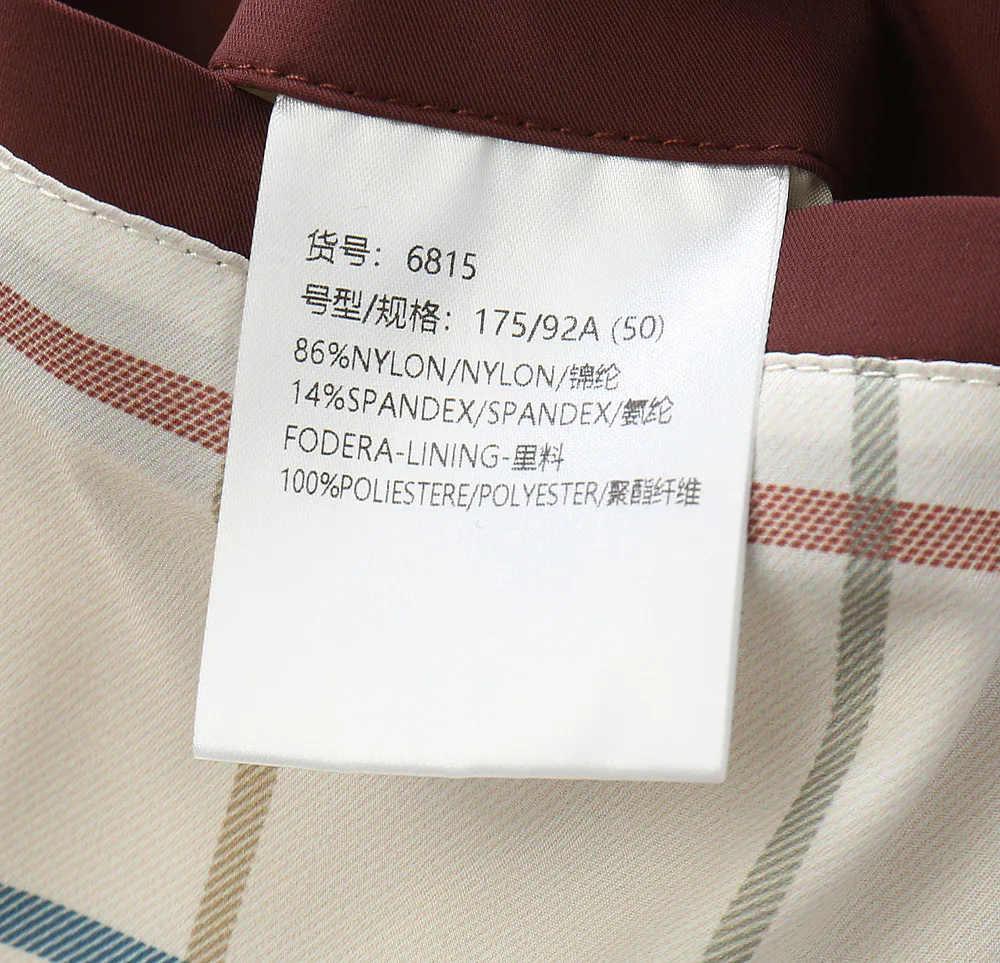 货号：6815
号型/规格：175/92A (50)
86%NYLON/NYLON/锦纶
14%SPANDEX/SPANDEX/氨纶
FODERA-LINING-里料
100%POLIESTERE/POLYESTER/聚酯纤维